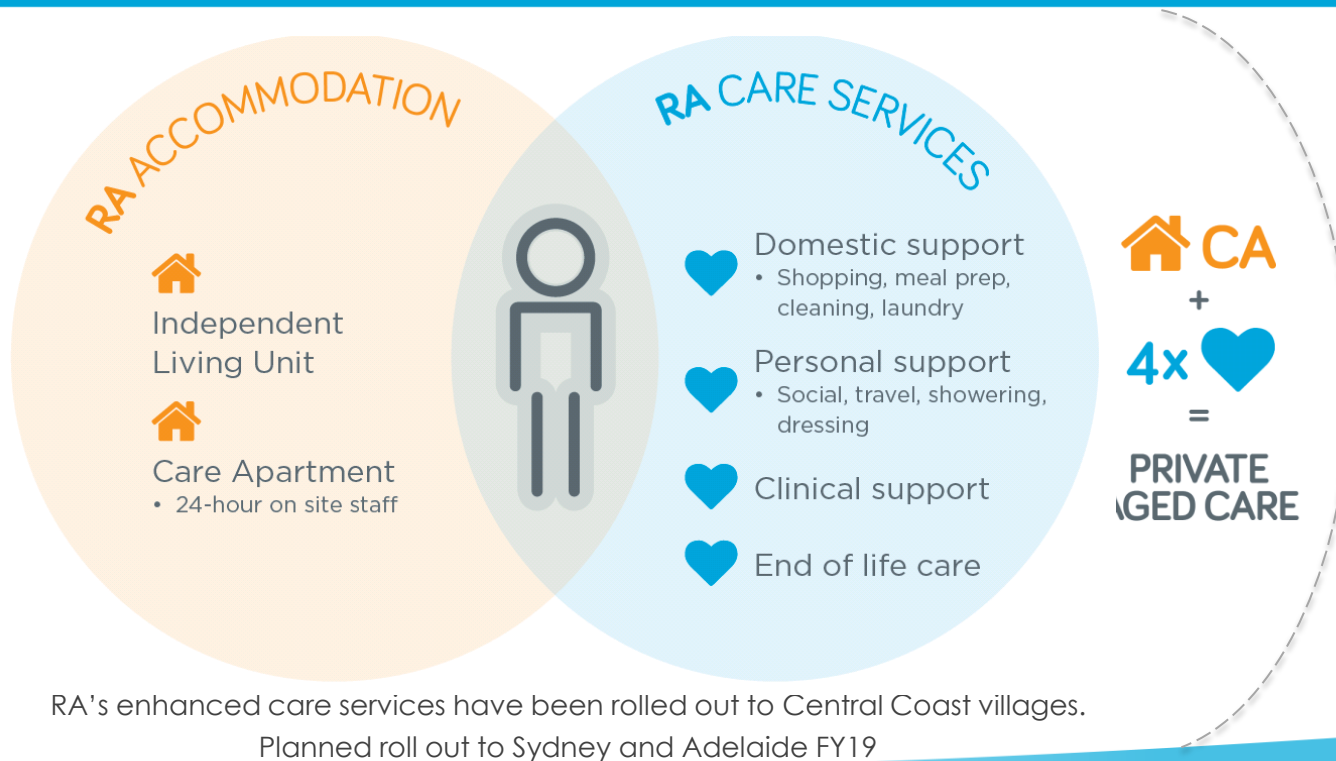 RA ACCOMMODATION
Independent
Living Unit
Care Apartment
• 24-hour on site staff
RA CARE SERVICES
Domestic support
• Shopping, meal prep,
cleaning, laundry
Personal support
• Social, travel, showering,
dressing
Clinical support
End of life care
CA
+
4x
=
PRIVATE
AGED CARE
RA's enhanced care services have been rolled out to Central Coast villages.
Planned roll out to Sydney and Adelaide FY19